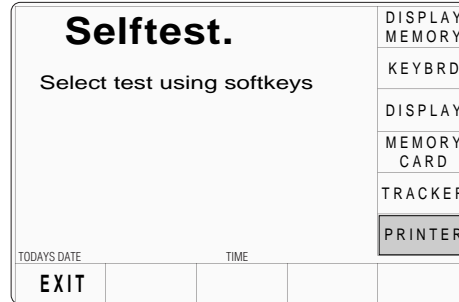 Selftest.
Select test using softkeys
DISPLAY
MEMORY
KEYBRD
DISPLAY
MEMORY
CARD
TRACKER
PRINTER
TODAYS DATE TIME
EXIT